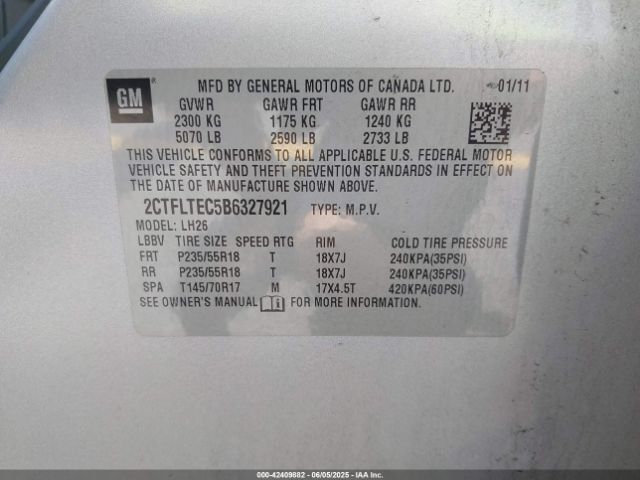 GM ® MFD BY GENERAL MOTORS OF CANADA LTD. 01/11
GVWR GAWR FRT GAWR RR
2300 KG 1175 KG 1240 KG
5070 LB 2590 LB 2733 LB
THIS VEHICLE CONFORMS TO ALL APPLICABLE U.S. FEDERAL MOTOR
VEHICLE SAFETY AND THEFT PREVENTION STANDARDS IN EFFECT ON
THE DATE OF MANUFACTURE SHOWN ABOVE.
2CTFLTEC5B6327921 TYPE: M.P.V.
MODEL: LH26
LBBV TIRE SIZE SPEED RTG RIM COLD TIRE PRESSURE
FRT P235/55R18 T 18X7J 240KPA(35PSI)
RR P235/55R18 T 18X7J 240KPA(35PSI)
SPA T145/70R17 M 17X4.5T 420KPA(60PSI)
SEE OWNER'S MANUAL i FOR MORE INFORMATION.
000-42409882 - 06/05/2025 - IAAI, Inc.